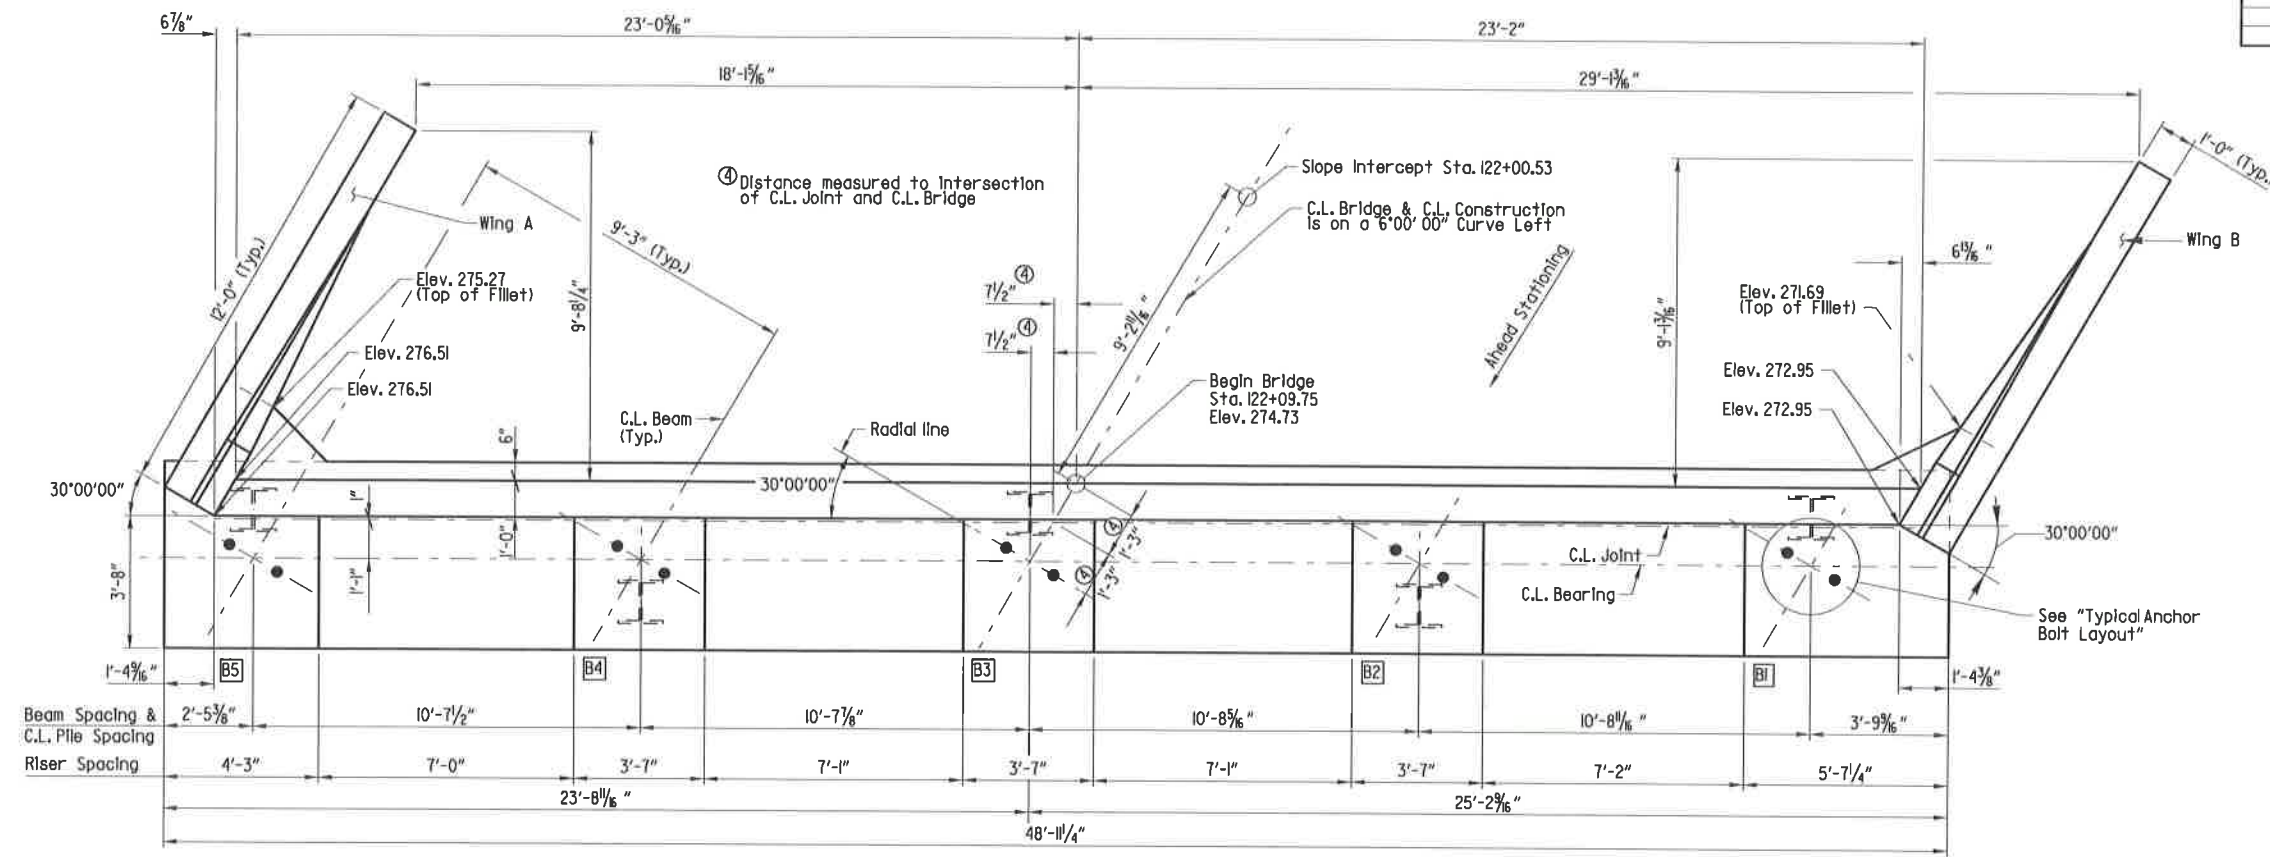 6⅞"
23'-0⁵⁄₁₆"
23'-2"
18'-1⁵⁄₁₆"
29'-1³⁄₁₆"
1'-0" (Typ.)
④ Distance measured to intersection
of C.L. Joint and C.L. Bridge
Slope Intercept Sta. 122+00.53
C.L. Bridge & C.L. Construction
is on a 6°00'00" Curve Left
Wing A
Wing B
12'-0" (Typ.)
9'-3" (Typ.)
9'-8¼"
Elev. 275.27
(Top of Fillet)
Elev. 276.51
Elev. 276.51
7½" ④
7½" ④
9'-2¹¹⁄₁₆"
Ahead Stationing
9'-1³⁄₁₆"
6¹³⁄₁₆"
Elev. 271.69
(Top of Fillet)
Elev. 272.95
Elev. 272.95
Begin Bridge
Sta. 122+09.75
Elev. 274.73
C.L. Beam
(Typ.)
Radial line
6"
30°00'00"
30°00'00"
30°00'00"
1"
1'-0"
1'-1"
3'-8"
④
1'-3"
④
1'-3"
C.L. Joint
C.L. Bearing
See "Typical Anchor
Bolt Layout"
1'-4⁹⁄₁₆"
B5
B4
B3
B2
B1
1'-4⅜"
Beam Spacing &
C.L. Pile Spacing
2'-5⅜"
10'-7½"
10'-7⅞"
10'-8⁵⁄₁₆"
10'-8¹¹⁄₁₆"
3'-9⁹⁄₁₆"
Riser Spacing
4'-3"
7'-0"
3'-7"
7'-1"
3'-7"
7'-1"
3'-7"
7'-2"
5'-7¼"
23'-8¹¹⁄₁₆"
25'-2⁹⁄₁₆"
48'-11¼"